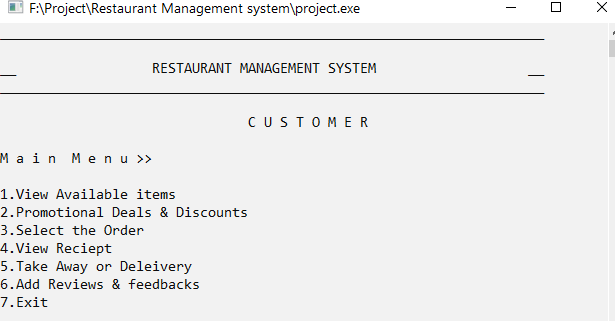 F:\Project\Restaurant Management system\project.exe
RESTAURANT MANAGEMENT SYSTEM
C U S T O M E R
M a i n  M e n u >>
1.View Available items
2.Promotional Deals & Discounts
3.Select the Order
4.View Reciept
5.Take Away or Deleivery
6.Add Reviews & feedbacks
7.Exit